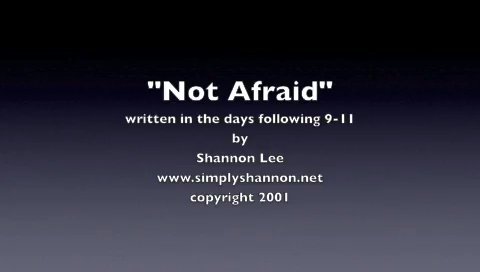 "Not Afraid"
written in the days following 9-11
by
Shannon Lee
www.simplyshannon.net
copyright 2001